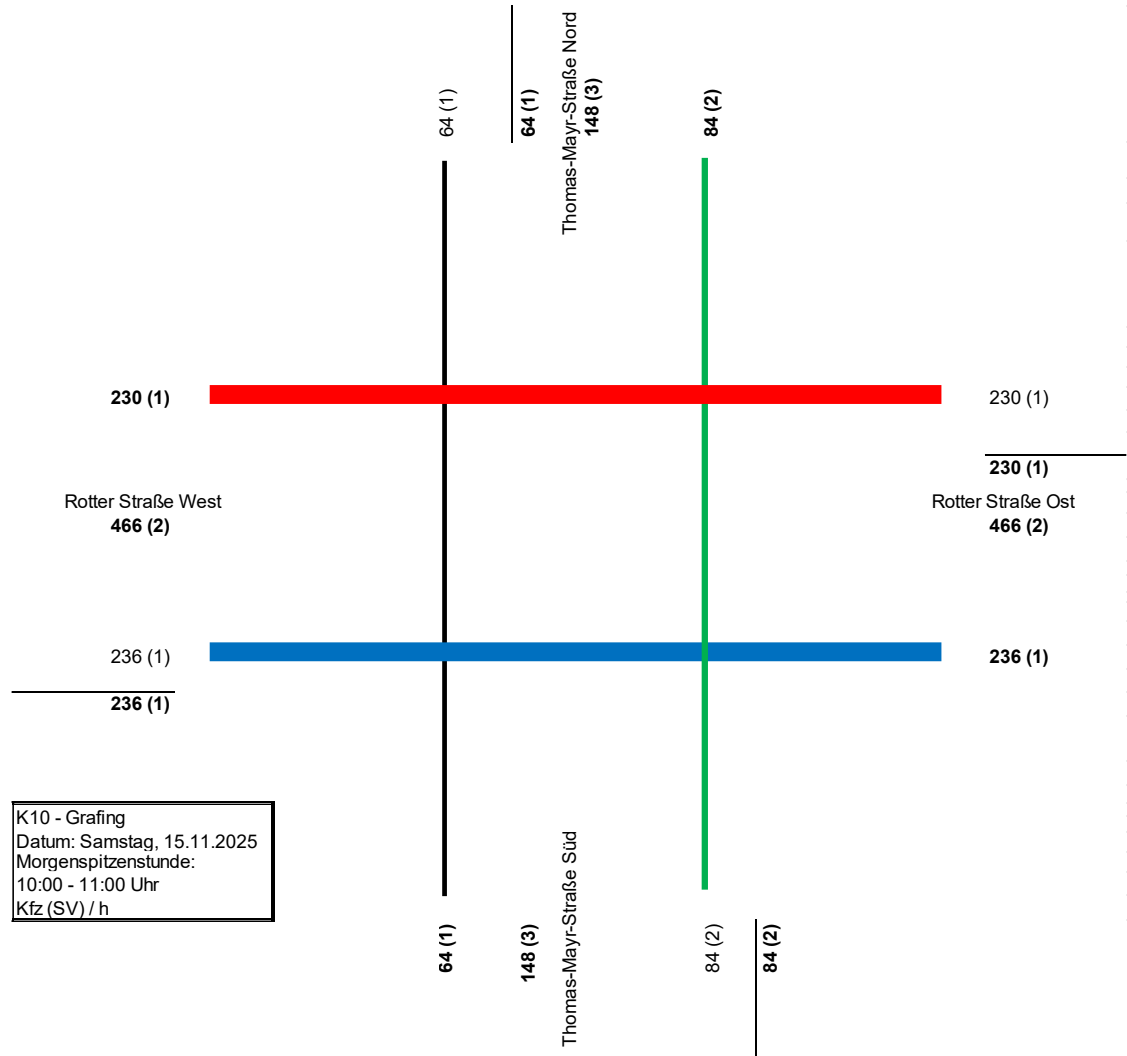 64 (1)
64 (1)
Thomas-Mayr-Straße Nord
148 (3)
84 (2)
230 (1)
230 (1)
230 (1)
Rotter Straße West
466 (2)
Rotter Straße Ost
466 (2)
236 (1)
236 (1)
236 (1)
K10 - Grafing
Datum: Samstag, 15.11.2025
Morgenspitzenstunde:
10:00 - 11:00 Uhr
Kfz (SV) / h
64 (1)
148 (3)
Thomas-Mayr-Straße Süd
84 (2)
84 (2)